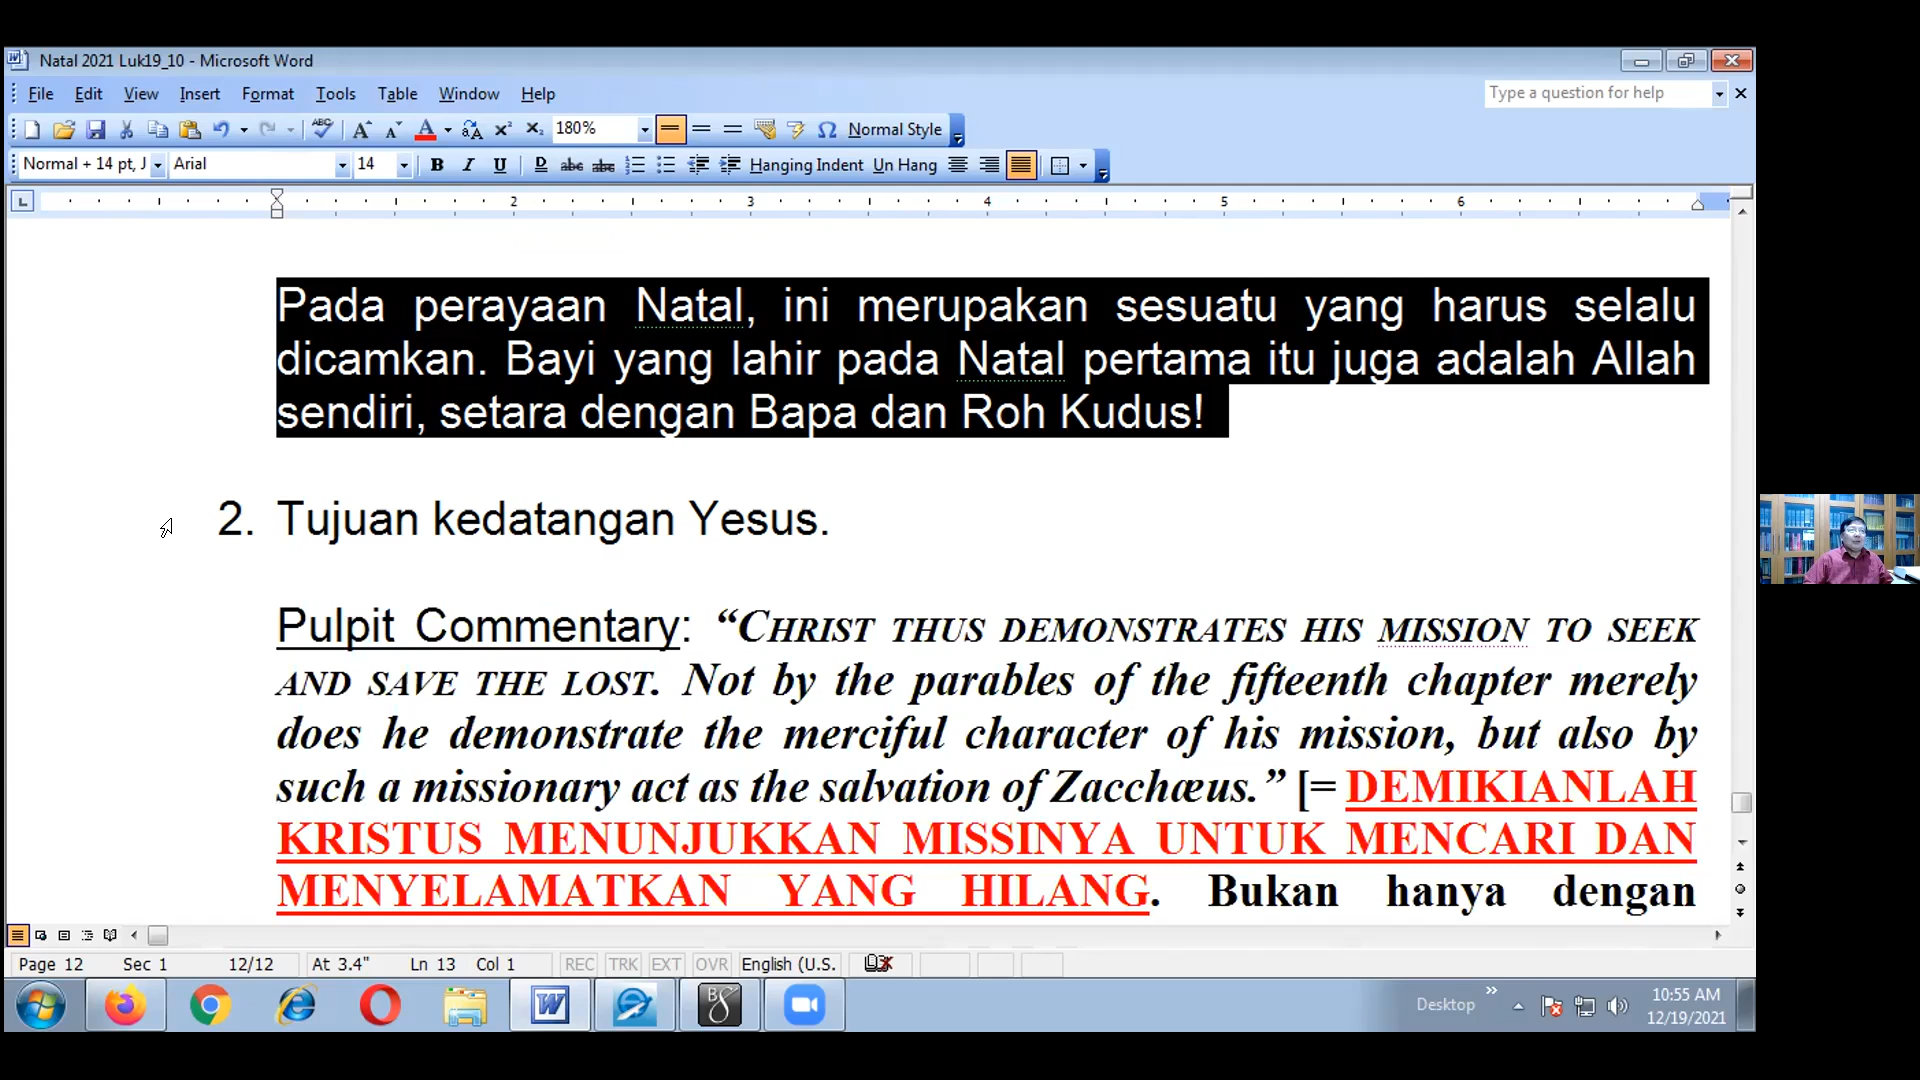 Natal 2021 Luk19_10 - Microsoft Word
File Edit View Insert Format Tools Table Window Help
Type a question for help
180%
Normal Style
Normal + 14 pt, J Arial 14 B I U Hanging Indent Un Hang
2 3 4 5 6
Pada perayaan Natal, ini merupakan sesuatu yang harus selalu
dicamkan. Bayi yang lahir pada Natal pertama itu juga adalah Allah
sendiri, setara dengan Bapa dan Roh Kudus!
2. Tujuan kedatangan Yesus.
Pulpit Commentary: “CHRIST THUS DEMONSTRATES HIS MISSION TO SEEK
AND SAVE THE LOST. Not by the parables of the fifteenth chapter merely
does he demonstrate the merciful character of his mission, but also by
such a missionary act as the salvation of Zacchæus.” [= DEMIKIANLAH
KRISTUS MENUNJUKKAN MISSINYA UNTUK MENCARI DAN
MENYELAMATKAN YANG HILANG. Bukan hanya dengan
Page 12 Sec 1 12/12 At 3.4" Ln 13 Col 1 REC TRK EXT OVR English (U.S.
Desktop
10:55 AM
12/19/2021